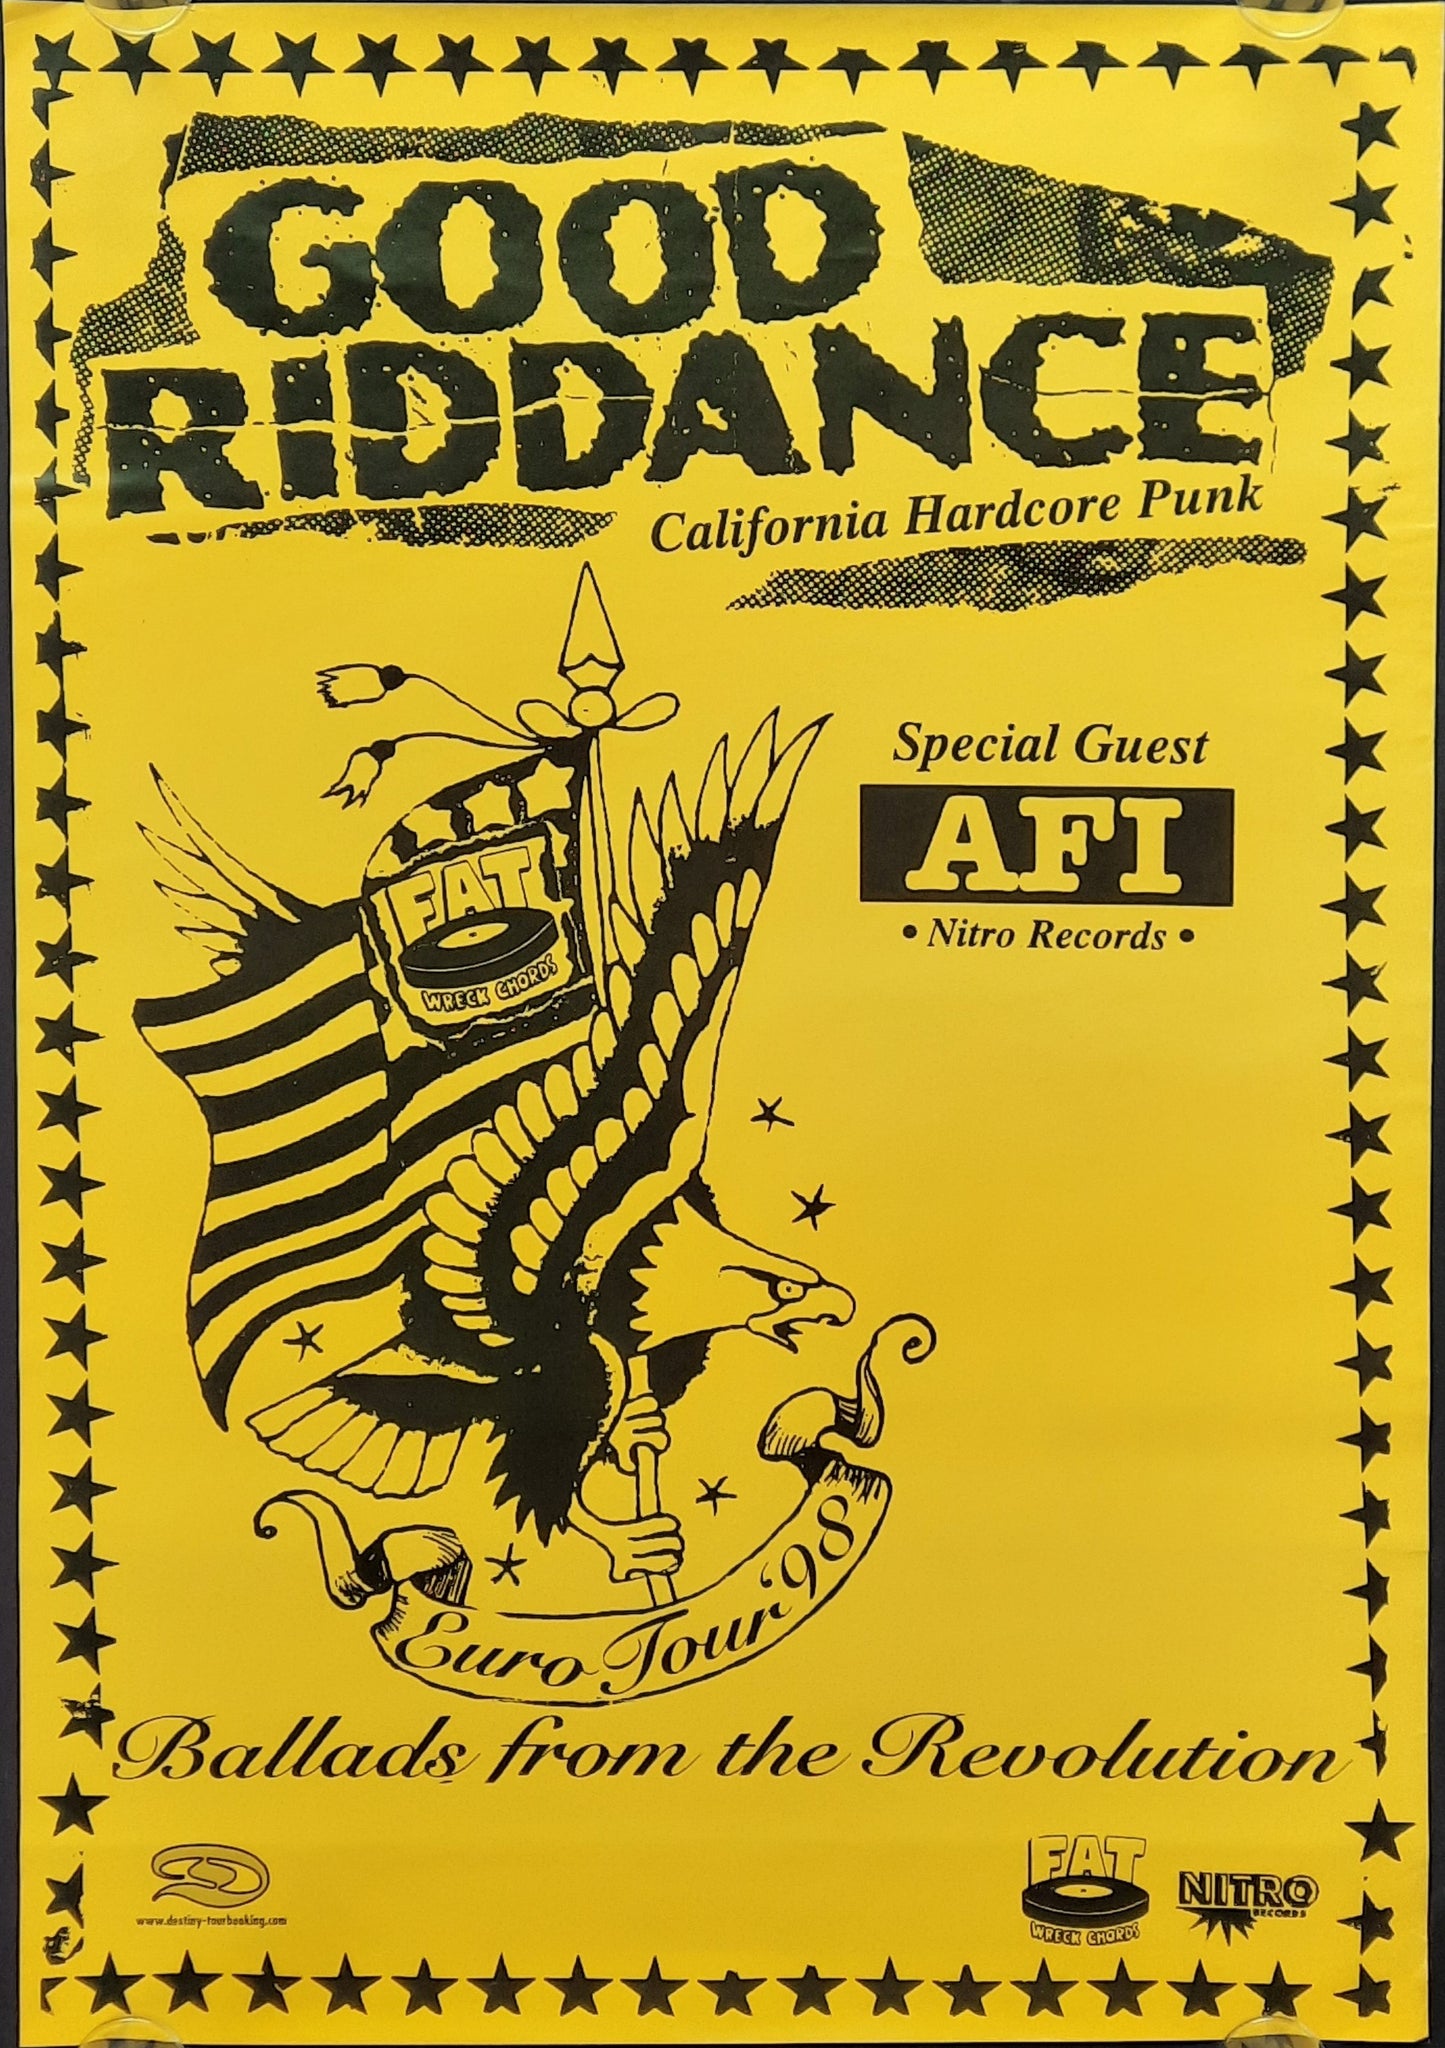 GOOD
RIDDANCE
California Hardcore Punk
Special Guest
AFI
• Nitro Records •
FAT
WRECK CHORDS
Euro Tour '98
Ballads from the Revolution
www.destiny-tourbooking.com
FAT
WRECK CHORDS
NITRO
RECORDS